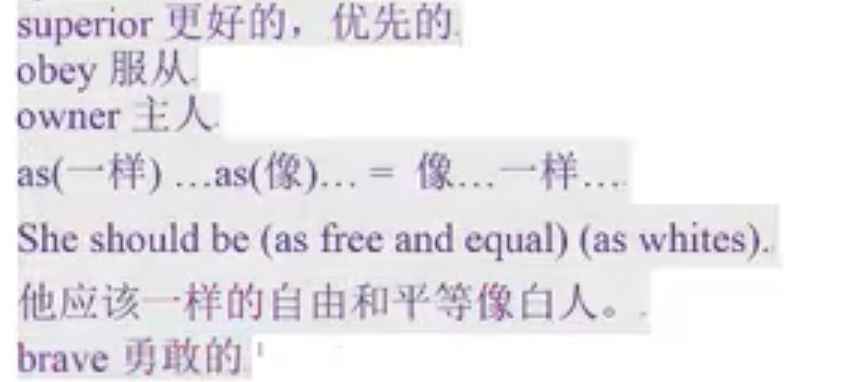 superior 更好的，优先的.
obey 服从.
owner 主人.
as(一样) …as(像)… = 像…一样….
She should be (as free and equal) (as whites).
他应该一样的自由和平等像白人。
brave 勇敢的